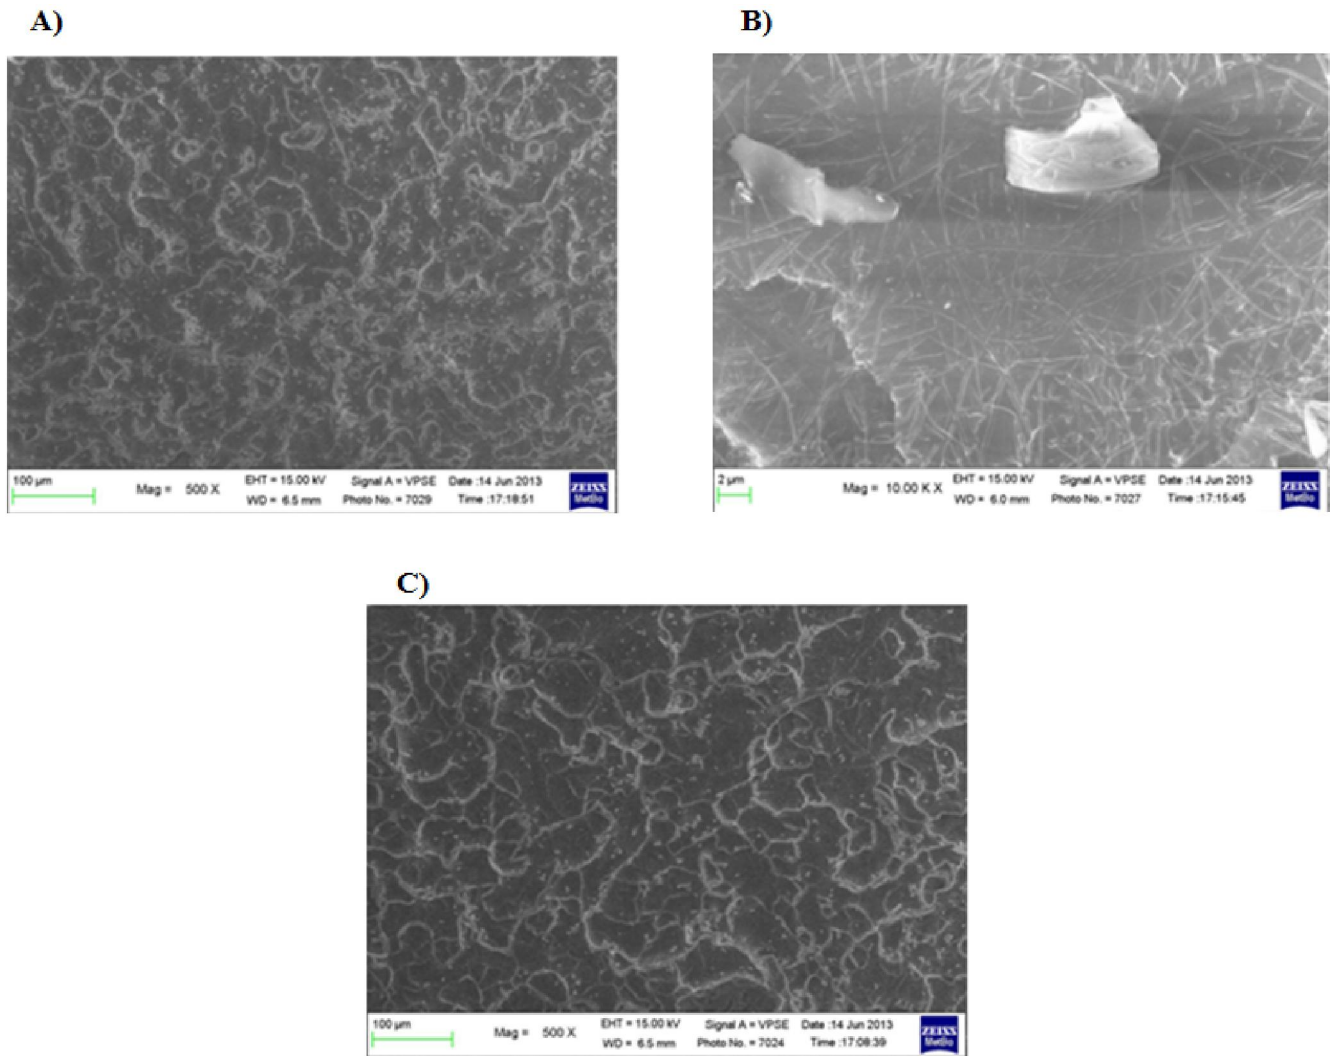 A)
B)
100 µm
Mag = 500 X
EHT = 15.00 kV
WD = 6.5 mm
Signal A = VPSE
Photo No. = 7029
Date :14 Jun 2013
Time :17:18:51
ZEISS
MetBio
2 µm
Mag = 10.00 K X
EHT = 15.00 kV
WD = 6.0 mm
Signal A = VPSE
Photo No. = 7027
Date :14 Jun 2013
Time :17:15:45
ZEISS
MetBio
C)
100 µm
Mag = 500 X
EHT = 15.00 kV
WD = 6.5 mm
Signal A = VPSE
Photo No. = 7024
Date :14 Jun 2013
Time :17:08:39
ZEISS
MetBio